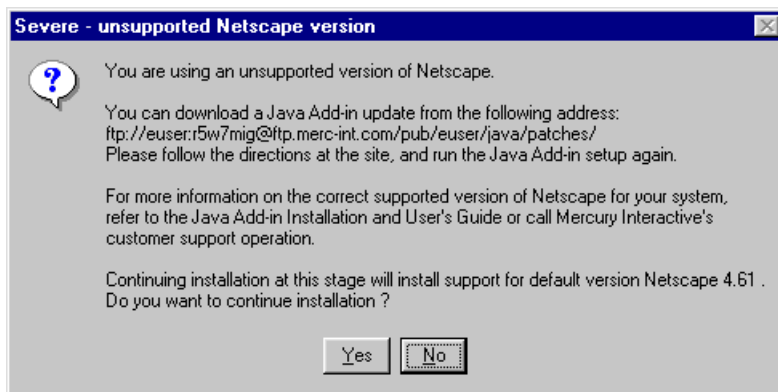 Severe - unsupported Netscape version
You are using an unsupported version of Netscape.
You can download a Java Add-in update from the following address:
ftp://euser:r5w7mig@ftp.merc-int.com/pub/euser/java/patches/
Please follow the directions at the site, and run the Java Add-in setup again.
For more information on the correct supported version of Netscape for your system,
refer to the Java Add-in Installation and User's Guide or call Mercury Interactive's
customer support operation.
Continuing installation at this stage will install support for default version Netscape 4.61 .
Do you want to continue installation ?
Yes No